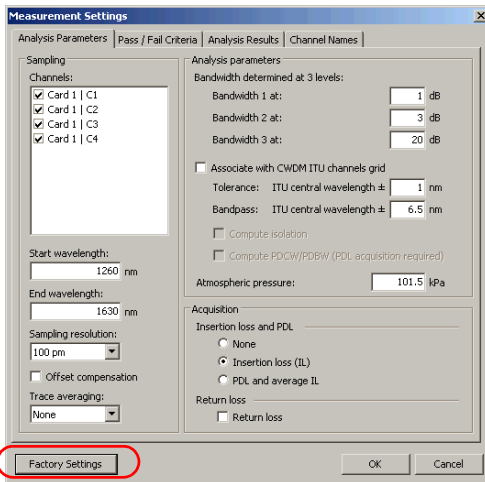 Measurement Settings
Analysis Parameters
Pass / Fail Criteria
Analysis Results
Channel Names
Sampling
Channels:
Card 1 | C1
Card 1 | C2
Card 1 | C3
Card 1 | C4
Start wavelength:
1260 nm
End wavelength:
1630 nm
Sampling resolution:
100 pm
Offset compensation
Trace averaging:
None
Analysis parameters
Bandwidth determined at 3 levels:
Bandwidth 1 at: 1 dB
Bandwidth 2 at: 3 dB
Bandwidth 3 at: 20 dB
Associate with CWDM ITU channels grid
Tolerance: ITU central wavelength ± 1 nm
Bandpass: ITU central wavelength ± 6.5 nm
Compute isolation
Compute PDCW/PDBW (PDL acquisition required)
Atmospheric pressure: 101.5 kPa
Acquisition
Insertion loss and PDL
None
Insertion loss (IL)
PDL and average IL
Return loss
Return loss
Factory Settings
OK
Cancel